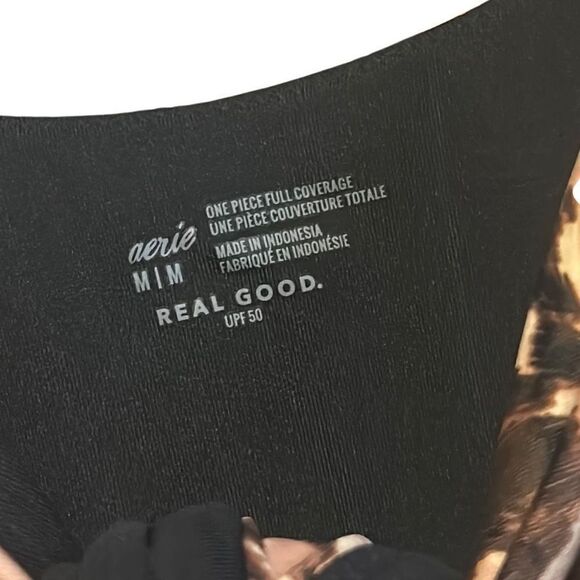 aerie
M|M
ONE PIECE FULL COVERAGE
UNE PIÈCE COUVERTURE TOTALE
MADE IN INDONESIA
FABRIQUÉ EN INDONÉSIE
REAL GOOD.
UPF 50